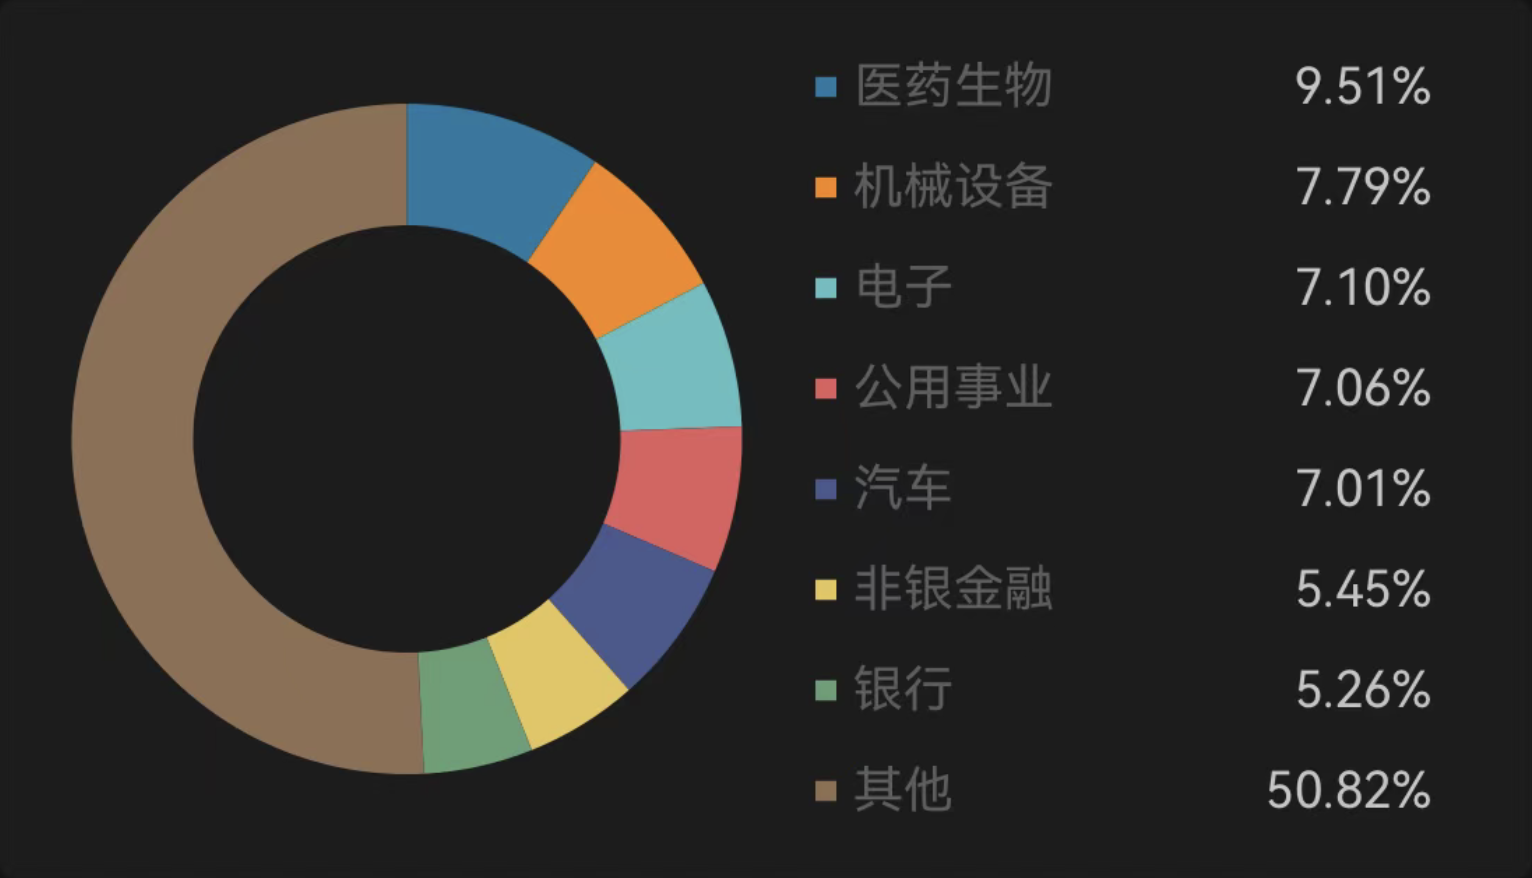 医药生物 9.51%
机械设备 7.79%
电子 7.10%
公用事业 7.06%
汽车 7.01%
非银金融 5.45%
银行 5.26%
其他 50.82%